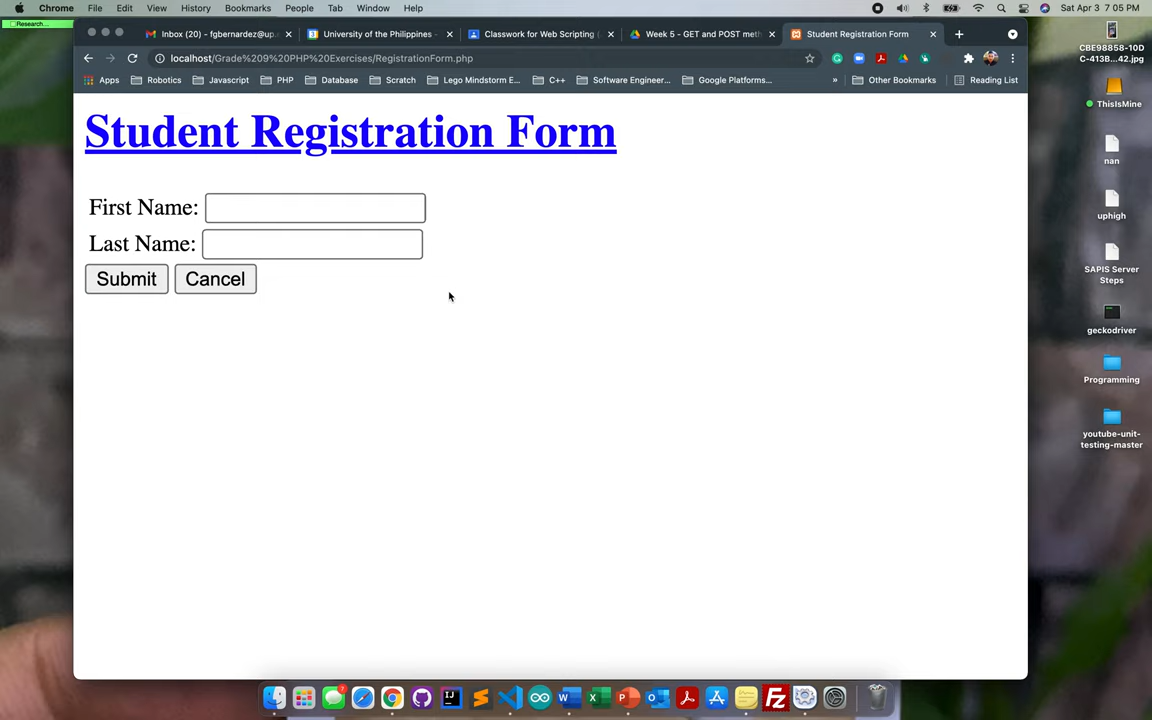 Chrome File Edit View History Bookmarks People Tab Window Help Sat Apr 3 7:05 PM
Research...
Inbox (20) - fgbernardez@up. University of the Philippines - Classwork for Web Scripting ( Week 5 - GET and POST meth Student Registration Form
localhost/Grade%209%20PHP%20Exercises/RegistrationForm.php
Apps Robotics Javascript PHP Database Scratch Lego Mindstorm E... C++ Software Engineer... Google Platforms... » Other Bookmarks Reading List
Student Registration Form
First Name:
Last Name:
Submit Cancel
CBE98858-10D
C-413B...42.jpg
ThisIsMine
nan
uphigh
SAPIS Server
Steps
geckodriver
Programming
youtube-unit-
testing-master